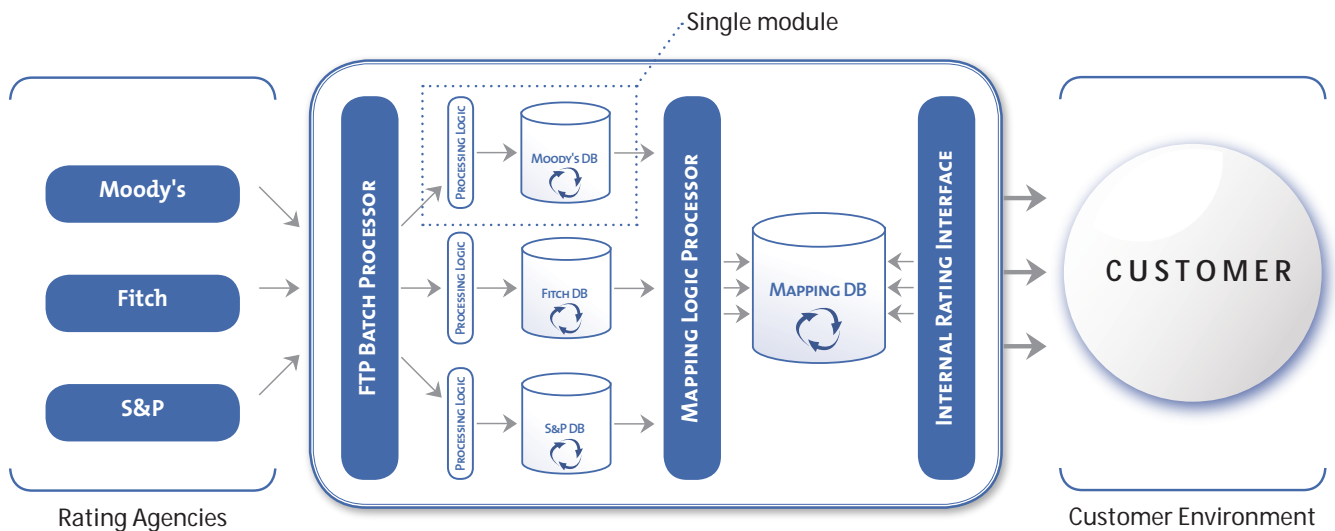 Single module
Moody's
Fitch
S&P
Rating Agencies
FTP Batch Processor
Processing Logic
Moody's DB
Processing Logic
Fitch DB
Processing Logic
S&P DB
Mapping Logic Processor
Mapping DB
Internal Rating Interface
CUSTOMER
Customer Environment